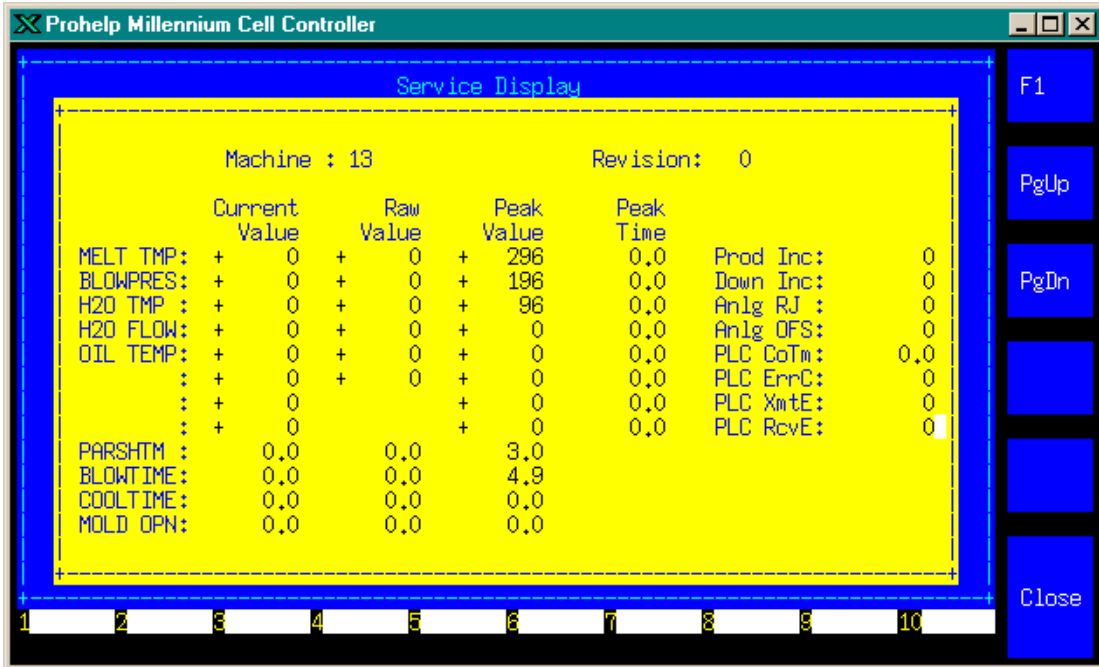 Prohelp Millennium Cell Controller
Service Display
Machine : 13 Revision: 0
Current Raw Peak Peak
Value Value Value Time
MELT TMP: + 0 + 0 + 296 0.0 Prod Inc: 0
BLOWPRES: + 0 + 0 + 196 0.0 Down Inc: 0
H2O TMP : + 0 + 0 + 96 0.0 Anlg RJ : 0
H2O FLOW: + 0 + 0 + 0 0.0 Anlg OFS: 0
OIL TEMP: + 0 + 0 + 0 0.0 PLC CoTm: 0.0
: + 0 + 0 + 0 0.0 PLC ErrC: 0
: + 0 + 0 0.0 PLC XmtE: 0
: + 0 + 0 0.0 PLC RcvE: 0
PARSHTM : 0.0 0.0 3.0
BLOWTIME: 0.0 0.0 4.9
COOLTIME: 0.0 0.0 0.0
MOLD OPN: 0.0 0.0 0.0
1 2 3 4 5 6 7 8 9 10
F1
PgUp
PgDn
Close